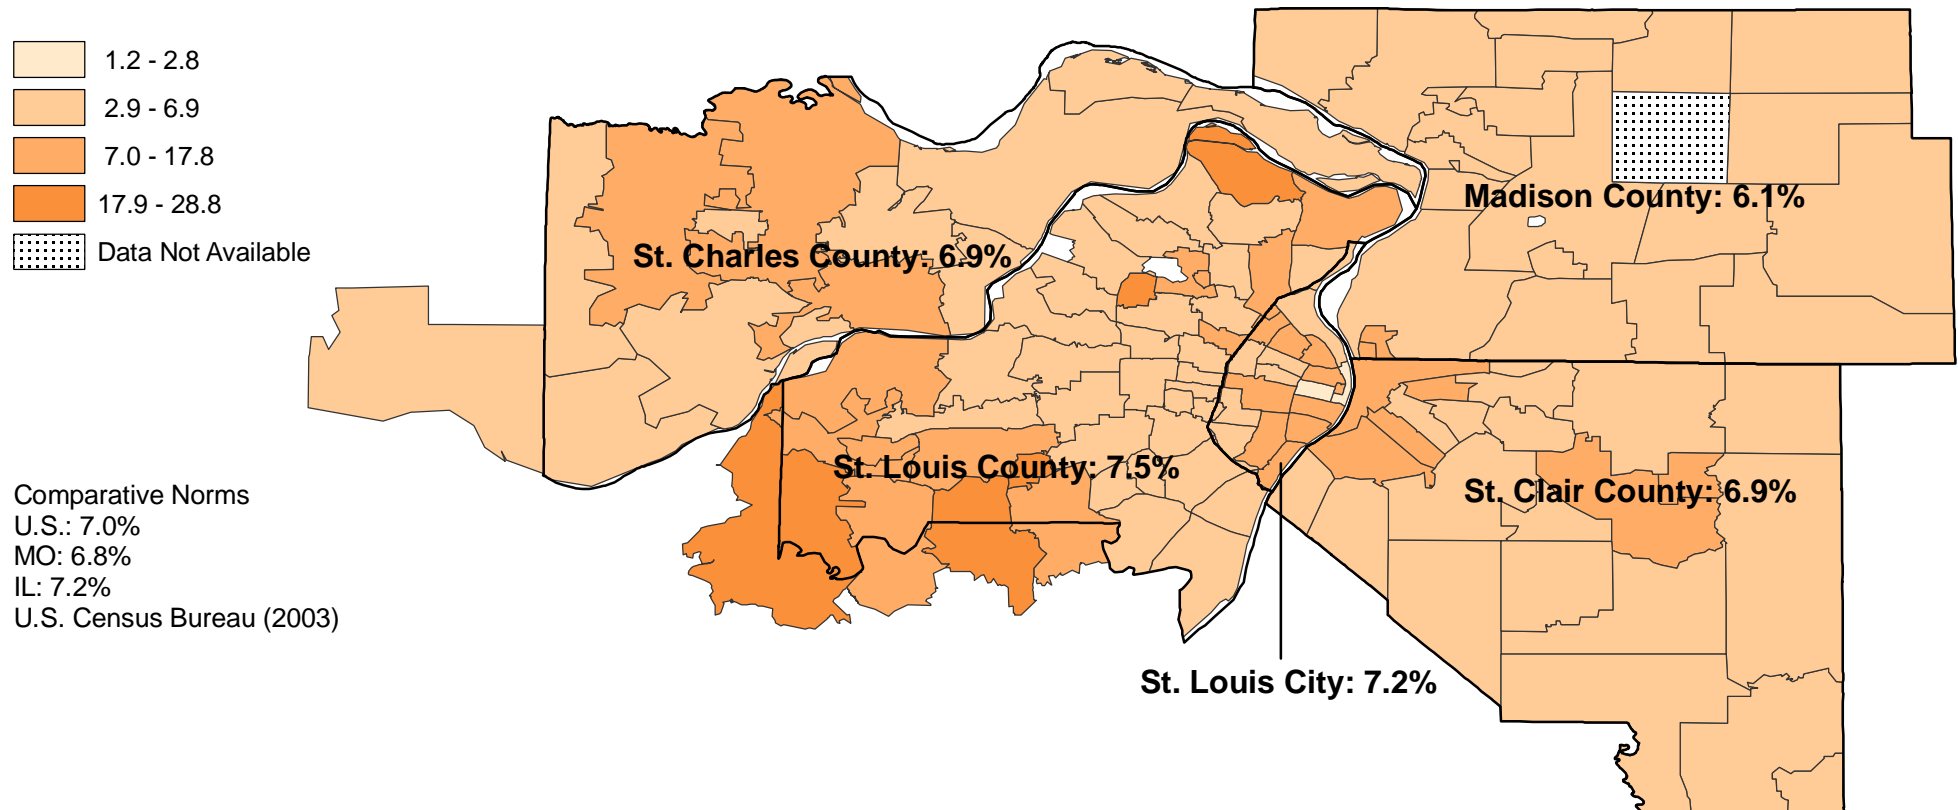 1.2 - 2.8
2.9 - 6.9
7.0 - 17.8
17.9 - 28.8
Data Not Available
Madison County: 6.1%
St. Charles County: 6.9%
St. Louis County: 7.5%
St. Clair County: 6.9%
Comparative Norms
U.S.: 7.0%
MO: 6.8%
IL: 7.2%
U.S. Census Bureau (2003)
St. Louis City: 7.2%